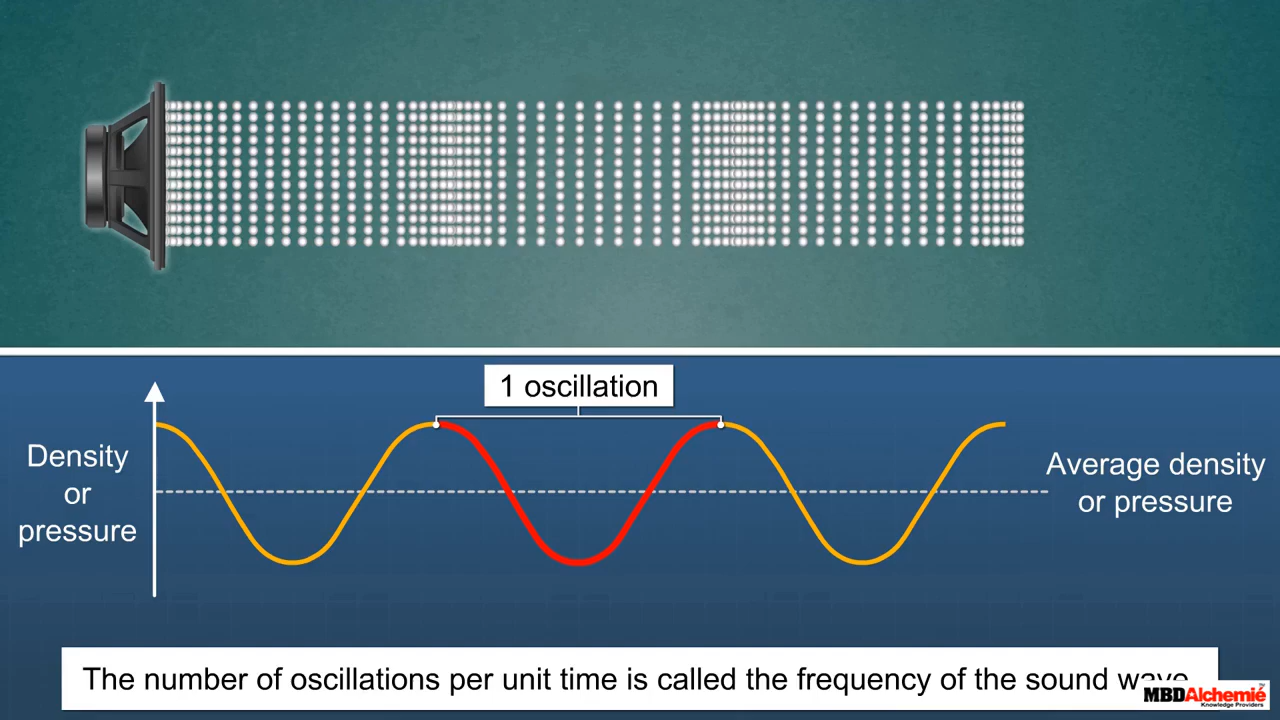 1 oscillation
Density
or
pressure
Average density
or pressure
The number of oscillations per unit time is called the frequency of the sound wave
MBDAlchemie
Knowledge Providers